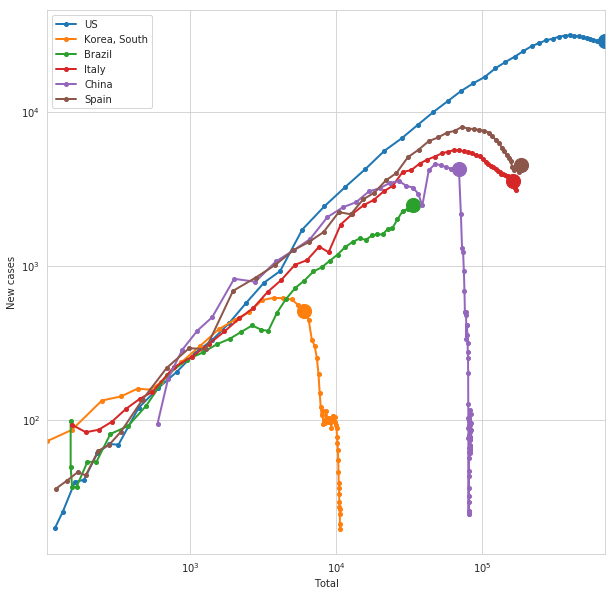 US
Korea, South
Brazil
Italy
China
Spain
10⁴
10³
10²
New cases
10³
10⁴
10⁵
Total